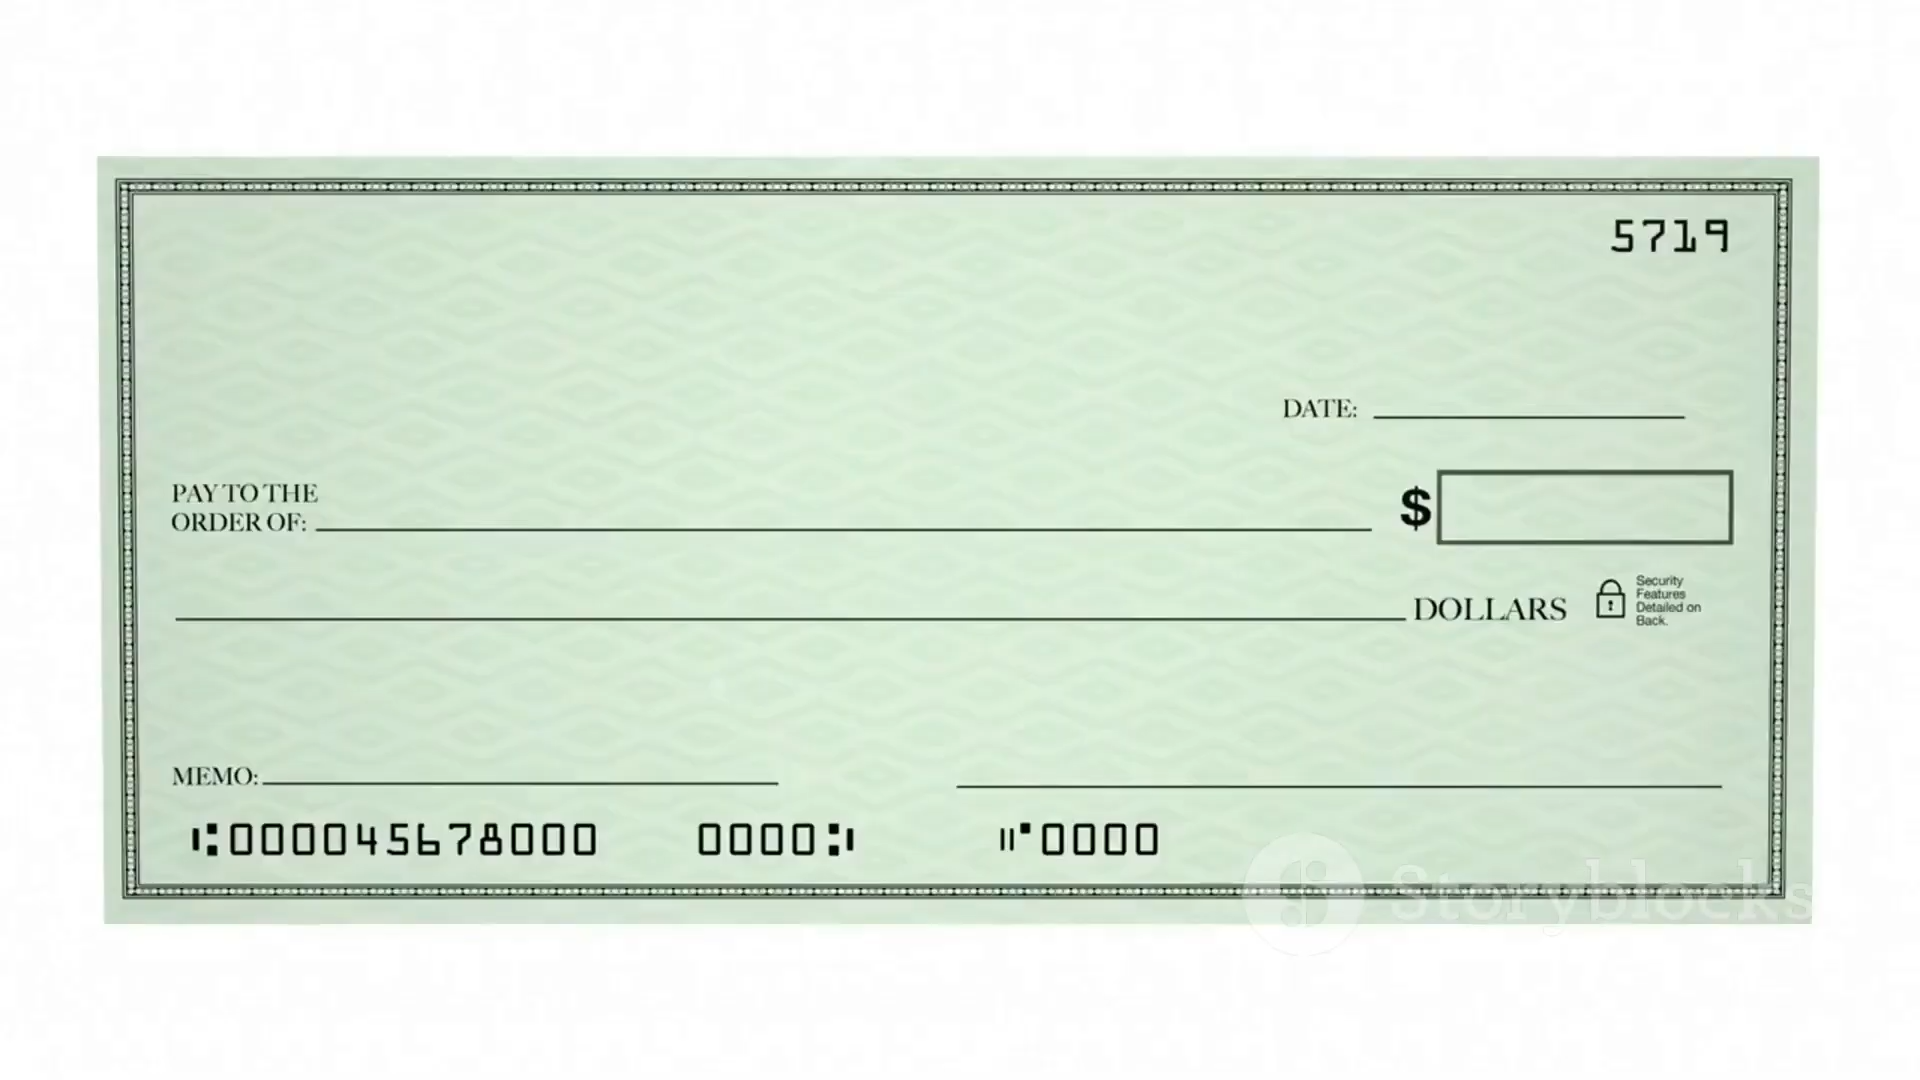 5719
DATE:
PAY TO THE
ORDER OF:
$
DOLLARS
Security
Features
Detailed on
Back.
MEMO:
⑆000045678000 0000⑆ ⑈0000
Storyblocks